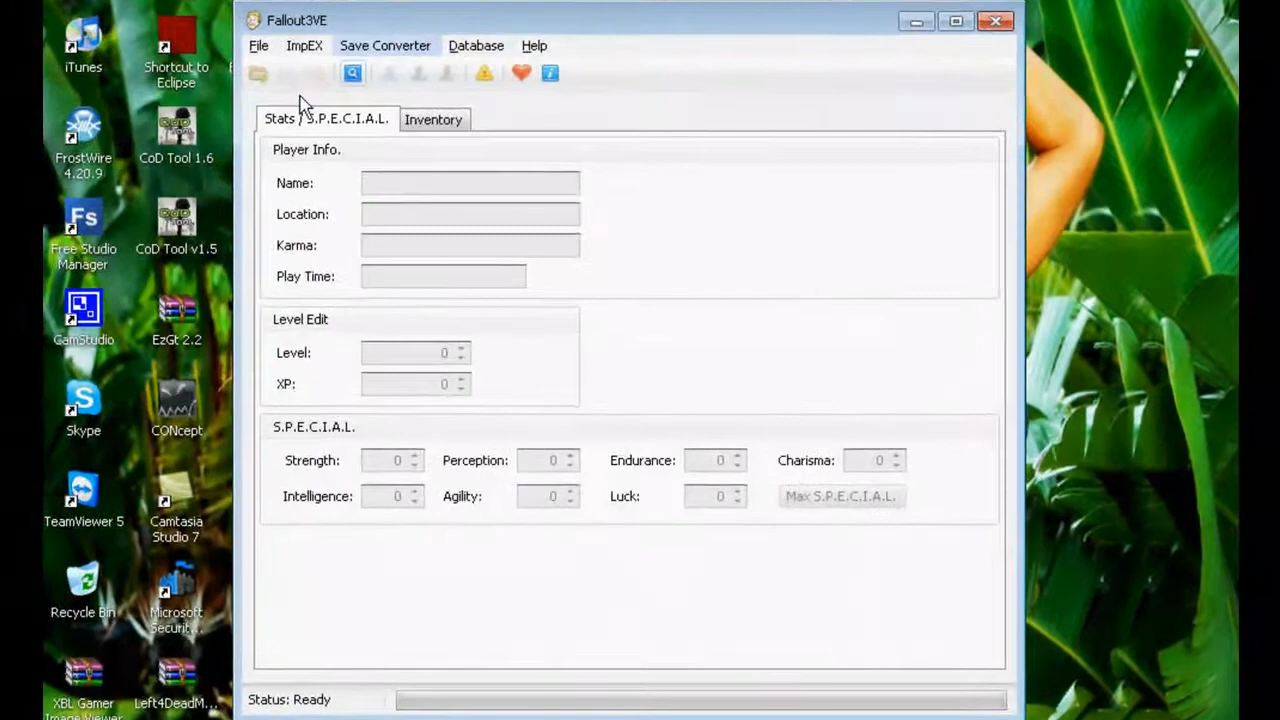 Fallout3VE
File ImpEX Save Converter Database Help
Stats / S.P.E.C.I.A.L. Inventory
Player Info.
Name:
Location:
Karma:
Play Time:
Level Edit
Level: 0
XP: 0
S.P.E.C.I.A.L.
Strength: 0 Perception: 0 Endurance: 0 Charisma: 0
Intelligence: 0 Agility: 0 Luck: 0 Max S.P.E.C.I.A.L.
Status: Ready
iTunes
Shortcut to
Eclipse
FrostWire
4.20.9
CoD Tool 1.6
Fs
Free Studio
Manager
CoD Tool v1.5
CamStudio
EzGt 2.2
Skype
CONcept
TeamViewer 5
Camtasia
Studio 7
Recycle Bin
Microsoft
Securit...
XBL Gamer
Image Viewer
Left4DeadM...